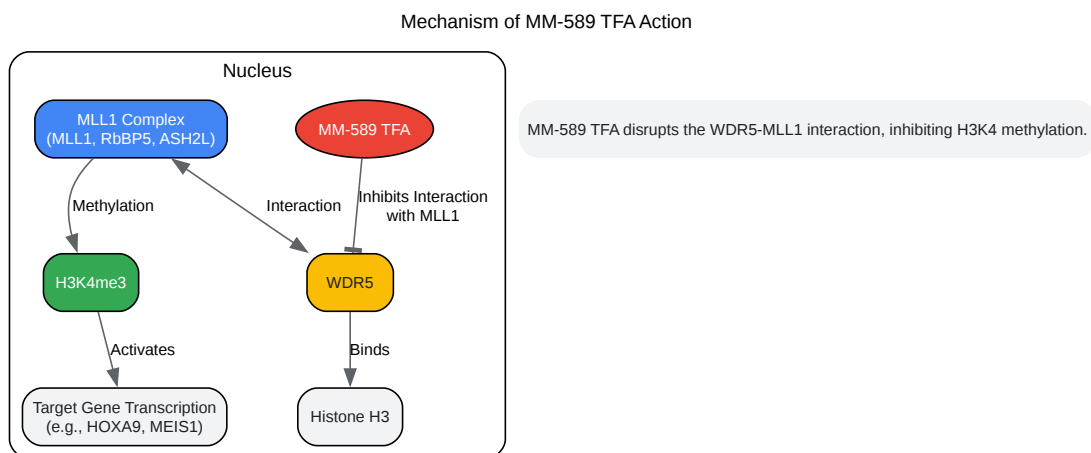 Mechanism of MM-589 TFA Action
Nucleus
MLL1 Complex
(MLL1, RbBP5, ASH2L)
MM-589 TFA
MM-589 TFA disrupts the WDR5-MLL1 interaction, inhibiting H3K4 methylation.
Methylation
Interaction
Inhibits Interaction
with MLL1
H3K4me3
WDR5
Activates
Binds
Target Gene Transcription
(e.g., HOXA9, MEIS1)
Histone H3